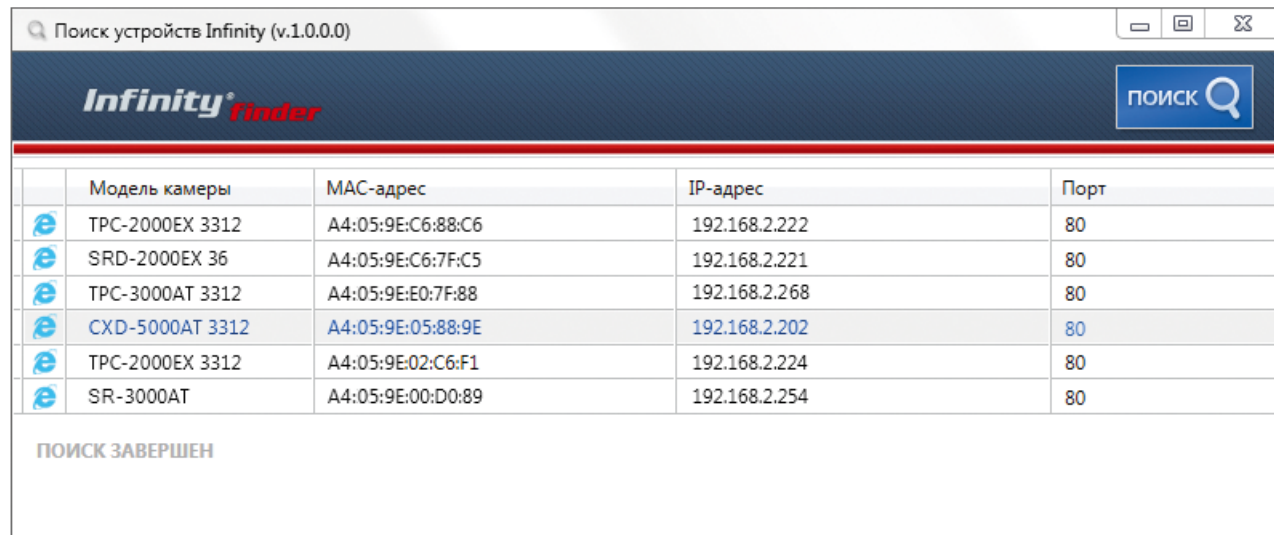 Поиск устройств Infinity (v.1.0.0.0)
Infinity® finder
ПОИСК
Модель камеры MAC-адрес IP-адрес Порт
TPC-2000EX 3312 A4:05:9E:C6:88:C6 192.168.2.222 80
SRD-2000EX 36 A4:05:9E:C6:7F:C5 192.168.2.221 80
TPC-3000AT 3312 A4:05:9E:E0:7F:88 192.168.2.268 80
CXD-5000AT 3312 A4:05:9E:05:88:9E 192.168.2.202 80
TPC-2000EX 3312 A4:05:9E:02:C6:F1 192.168.2.224 80
SR-3000AT A4:05:9E:00:D0:89 192.168.2.254 80
ПОИСК ЗАВЕРШЕН